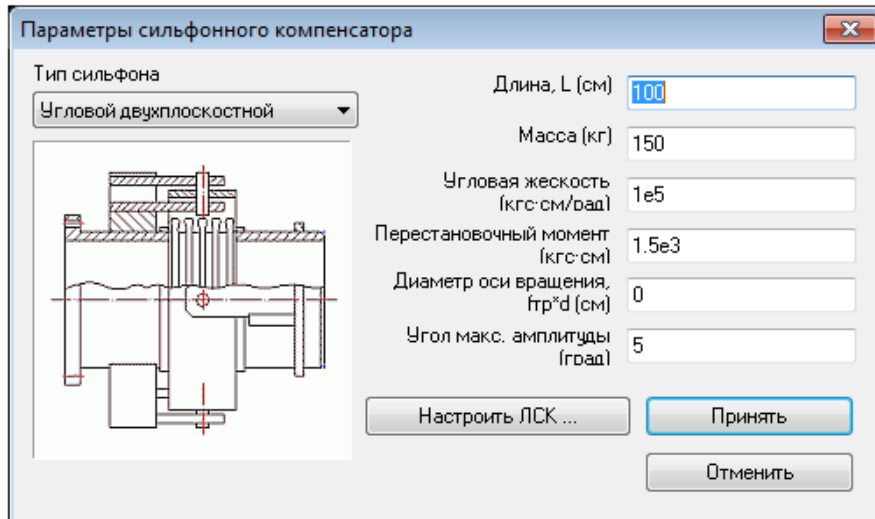 Параметры сильфонного компенсатора
Тип сильфона
Угловой двухплоскостной
Длина, L (см)
100
Масса (кг)
150
Угловая жескость
(кгс·см/рад)
1e5
Перестановочный момент
(кгс·см)
1.5e3
Диаметр оси вращения,
fтр*d (см)
0
Угол макс. амплитуды
(град)
5
Настроить ЛСК ...
Принять
Отменить